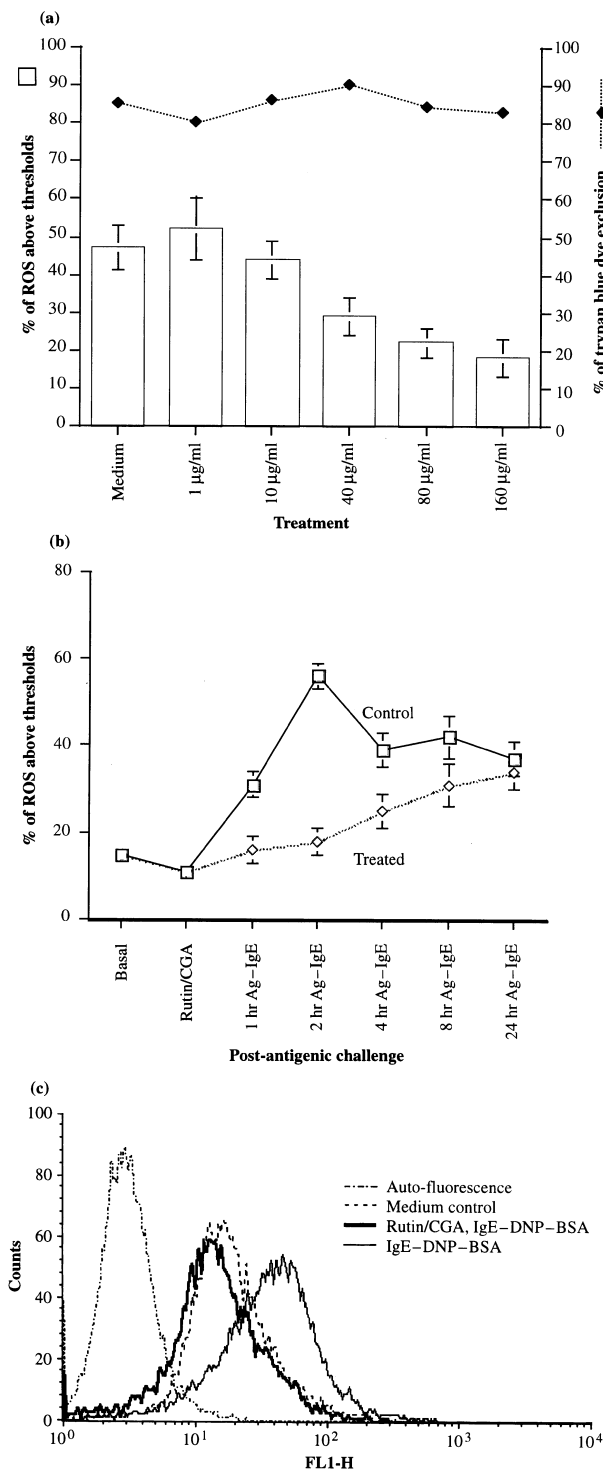 (a)
% of ROS above thresholds
100
90
80
70
60
50
40
30
20
10
0
100
90
80
70
60
50
40
30
20
10
0
% of trypan blue dye exclusion
Medium
1 µg/ml
10 µg/ml
40 µg/ml
80 µg/ml
160 µg/ml
Treatment
(b)
% of ROS above thresholds
80
60
40
20
0
Control
Treated
Basal
Rutin/CGA
1 hr Ag–IgE
2 hr Ag–IgE
4 hr Ag–IgE
8 hr Ag–IgE
24 hr Ag–IgE
Post-antigenic challenge
(c)
Counts
100
80
60
40
20
0
Auto-fluorescence
Medium control
Rutin/CGA, IgE–DNP–BSA
IgE–DNP–BSA
10⁰
10¹
10²
10³
10⁴
FL1-H